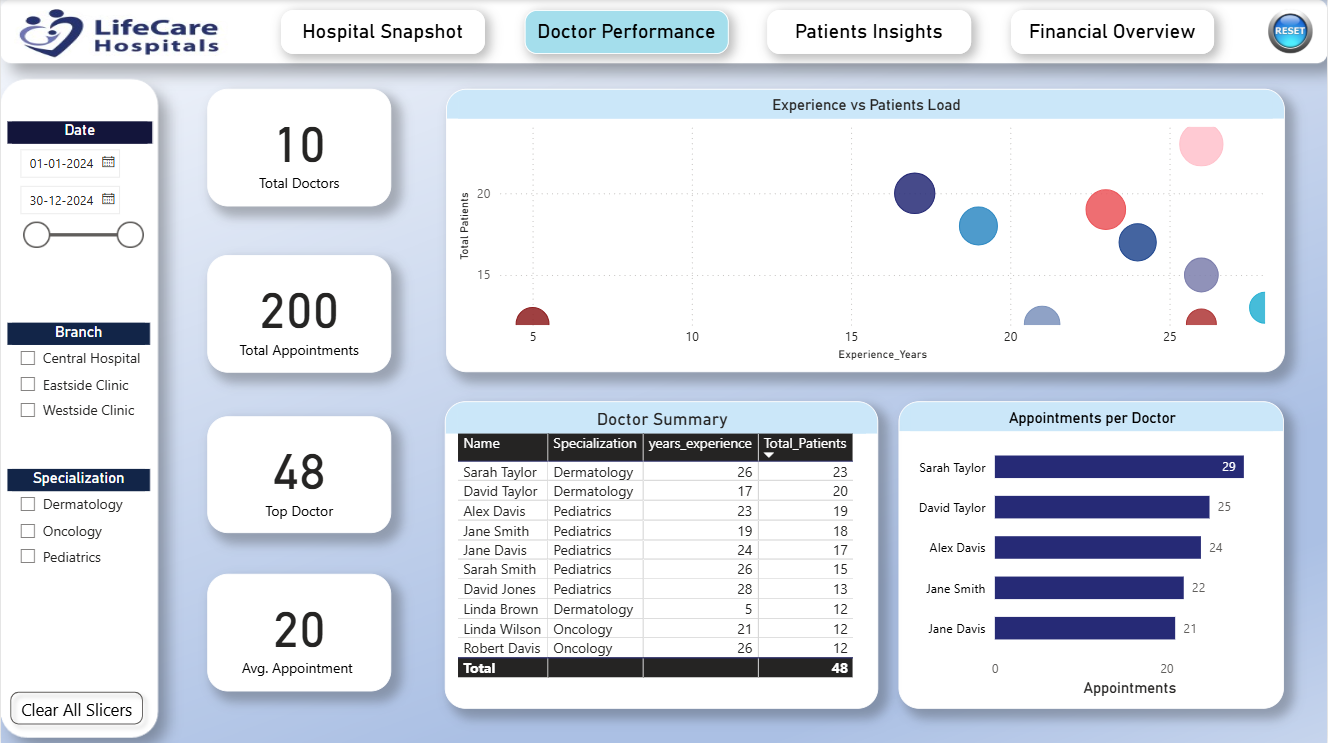 LifeCare
Hospitals
Hospital Snapshot
Doctor Performance
Patients Insights
Financial Overview
RESET
Date
01-01-2024
30-12-2024
Branch
Central Hospital
Eastside Clinic
Westside Clinic
Specialization
Dermatology
Oncology
Pediatrics
Clear All Slicers
10
Total Doctors
200
Total Appointments
48
Top Doctor
20
Avg. Appointment
Experience vs Patients Load
Total Patients
20
15
5 10 15 20 25
Experience_Years
Doctor Summary
Name Specialization years_experience Total_Patients
Sarah Taylor Dermatology 26 23
David Taylor Dermatology 17 20
Alex Davis Pediatrics 23 19
Jane Smith Pediatrics 19 18
Jane Davis Pediatrics 24 17
Sarah Smith Pediatrics 26 15
David Jones Pediatrics 28 13
Linda Brown Dermatology 5 12
Linda Wilson Oncology 21 12
Robert Davis Oncology 26 12
Total 48
Appointments per Doctor
Sarah Taylor 29
David Taylor 25
Alex Davis 24
Jane Smith 22
Jane Davis 21
0 20
Appointments